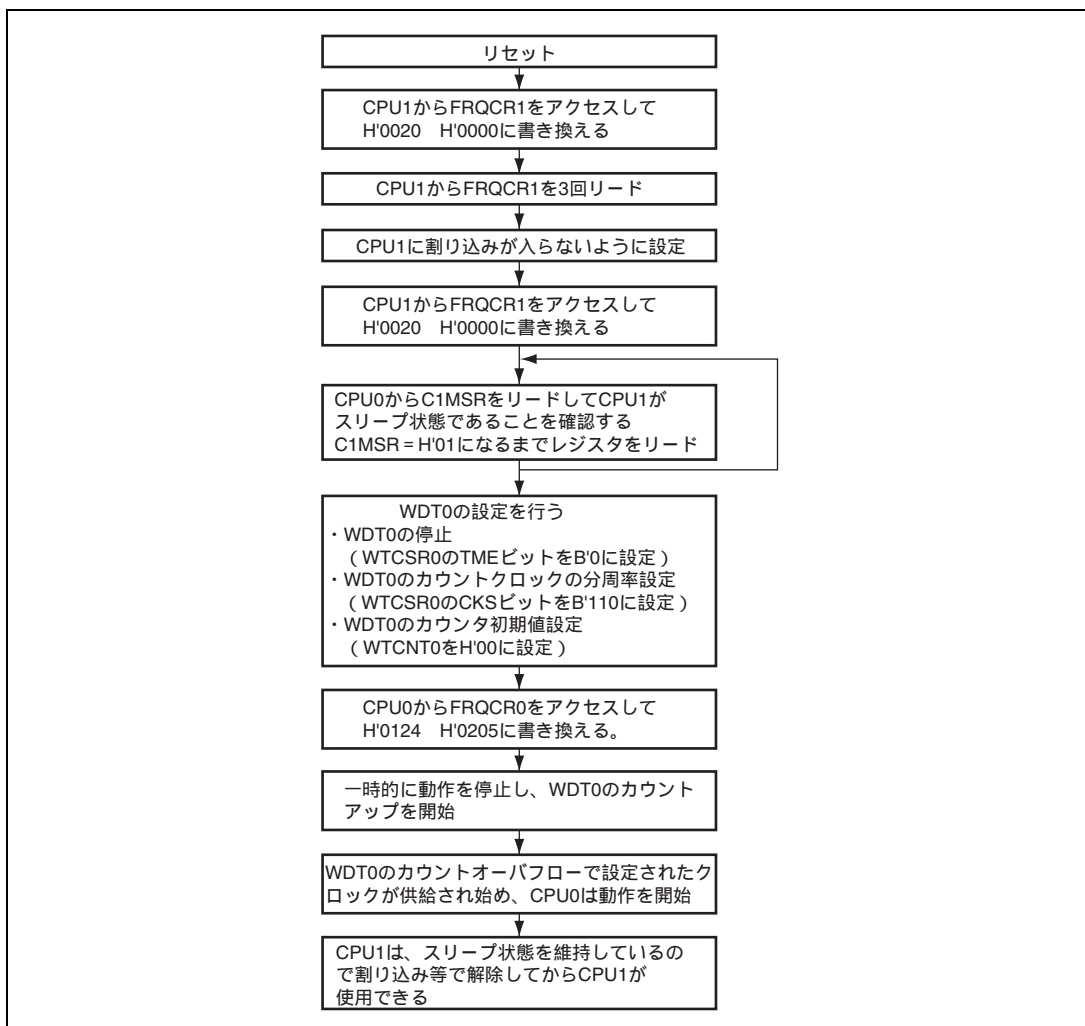 リセット
CPU1からFRQCR1をアクセスして
H'0020　H'0000に書き換える
CPU1からFRQCR1を3回リード
CPU1に割り込みが入らないように設定
CPU1からFRQCR1をアクセスして
H'0020　H'0000に書き換える
CPU0からC1MSRをリードしてCPU1が
スリープ状態であることを確認する
C1MSR = H'01になるまでレジスタをリード
WDT0の設定を行う
・WDT0の停止
（WTCSR0のTMEビットをB'0に設定）
・WDT0のカウントクロックの分周率設定
（WTCSR0のCKSビットをB'110に設定）
・WDT0のカウンタ初期値設定
（WTCNT0をH'00に設定）
CPU0からFRQCR0をアクセスして
H'0124　H'0205に書き換える。
一時的に動作を停止し、WDT0のカウント
アップを開始
WDT0のカウントオーバフローで設定されたク
ロックが供給され始め、CPU0は動作を開始
CPU1は、スリープ状態を維持しているの
で割り込み等で解除してからCPU1が
使用できる